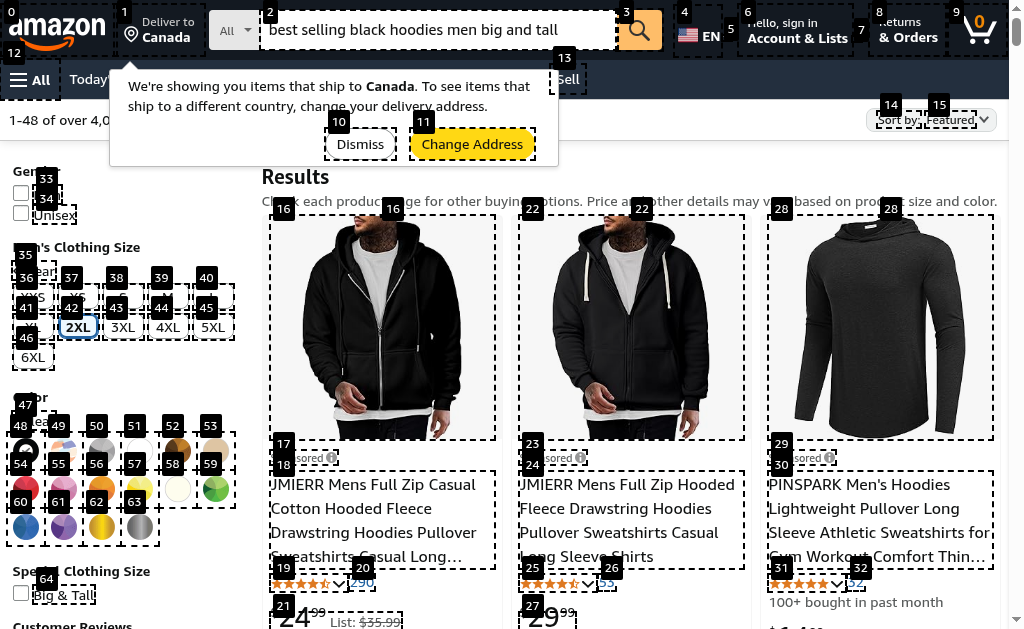 0
1
2
3
4
5
6
7
8
9
amazon
Deliver to
Canada
All
best selling black hoodies men big and tall
EN
Hello, sign in
Account & Lists
Returns
& Orders
0
12
13
All
Today'
Sell
We're showing you items that ship to Canada. To see items that
ship to a different country, change your delivery address.
10
11
Dismiss
Change Address
14
15
1-48 of over 4,0
Sort by: Featured
Results
Check each product page for other buying options. Price and other details may vary based on product size and color.
33
34
Unisex
Men's Clothing Size
35
36
37
38
39
40
41
42
43
44
45
2XL
3XL
4XL
5XL
46
6XL
47
48
49
50
51
52
53
54
55
56
57
58
59
60
61
62
63
Special Clothing Size
64
Big & Tall
Customer Reviews
16
16
17
18
JMIERR Mens Full Zip Casual
Cotton Hooded Fleece
Drawstring Hoodies Pullover
Sweatshirts Casual Long...
19
20
290
21
24 99
List: $35.99
22
22
23
24
JMIERR Mens Full Zip Hooded
Fleece Drawstring Hoodies
Pullover Sweatshirts Casual
Long Sleeve Shirts
25
26
53
27
29 99
28
28
29
30
PINSPARK Men's Hoodies
Lightweight Pullover Long
Sleeve Athletic Sweatshirts for
Gym Workout Comfort Thin...
31
32
32
100+ bought in past month